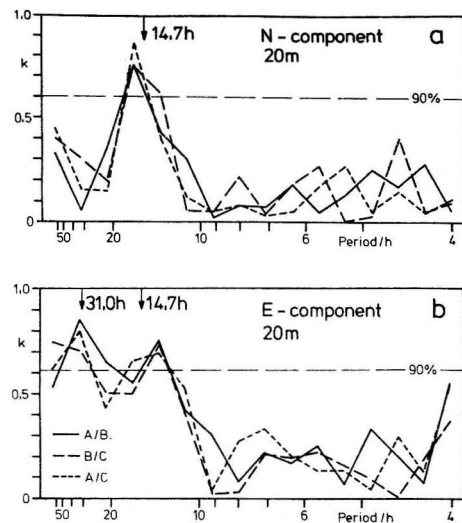 1.0
14.7h
N - component
20m
a
k
90%
0.5
0
50
20
10
6
Period/h
4
1.0
31.0h
14.7h
E - component
20m
b
k
90%
0.5
A/B.
B/C
A/C
0
50
20
10
6
Period/h
4